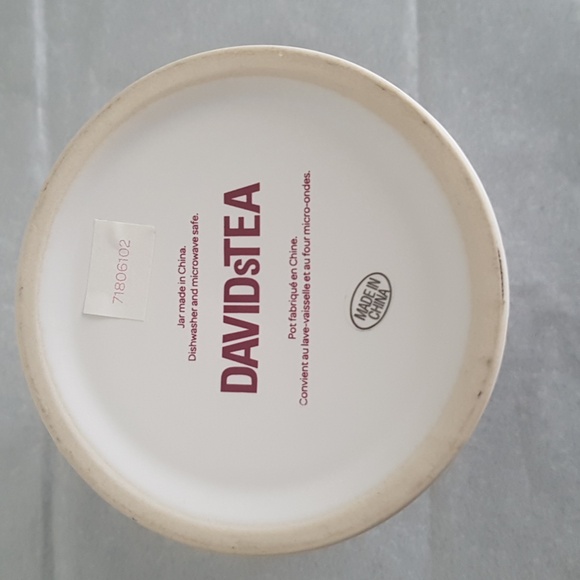 71806102
Jar made in China.
Dishwasher and microwave safe.
DAVIDsTEA
Pot fabriqué en Chine.
Convient au lave-vaisselle et au four micro-ondes.
MADE IN
CHINA